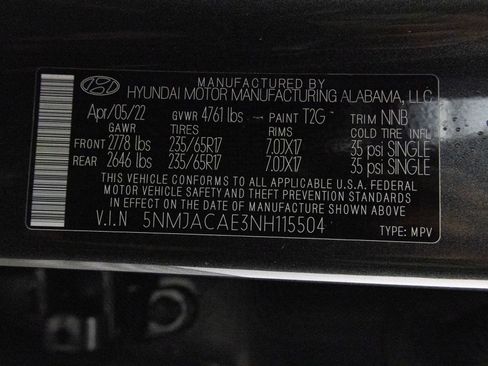 MANUFACTURED BY
HYUNDAI MOTOR MANUFACTURING ALABAMA, LLC
Apr/05/22 GVWR 4761 lbs PAINT T2G TRIM NNB
GAWR TIRES RIMS COLD TIRE INFL
FRONT 2778 lbs 235/65R17 7.0JX17 35 psi SINGLE
REAR 2646 lbs 235/65R17 7.0JX17 35 psi SINGLE
THIS VEHICLE CONFORMS TO ALL APPLICABLE U.S.A. FEDERAL
MOTOR VEHICLE SAFETY AND THEFT PREVENTION STANDARDS
IN EFFECT ON THE DATE OF MANUFACTURE SHOWN ABOVE
V.I.N 5NMJACAE3NH115504
TYPE: MPV